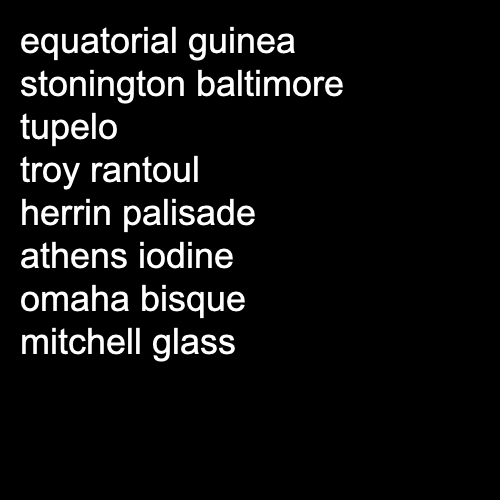 equatorial guinea
stonington baltimore
tupelo
troy rantoul
herrin palisade
athens iodine
omaha bisque
mitchell glass